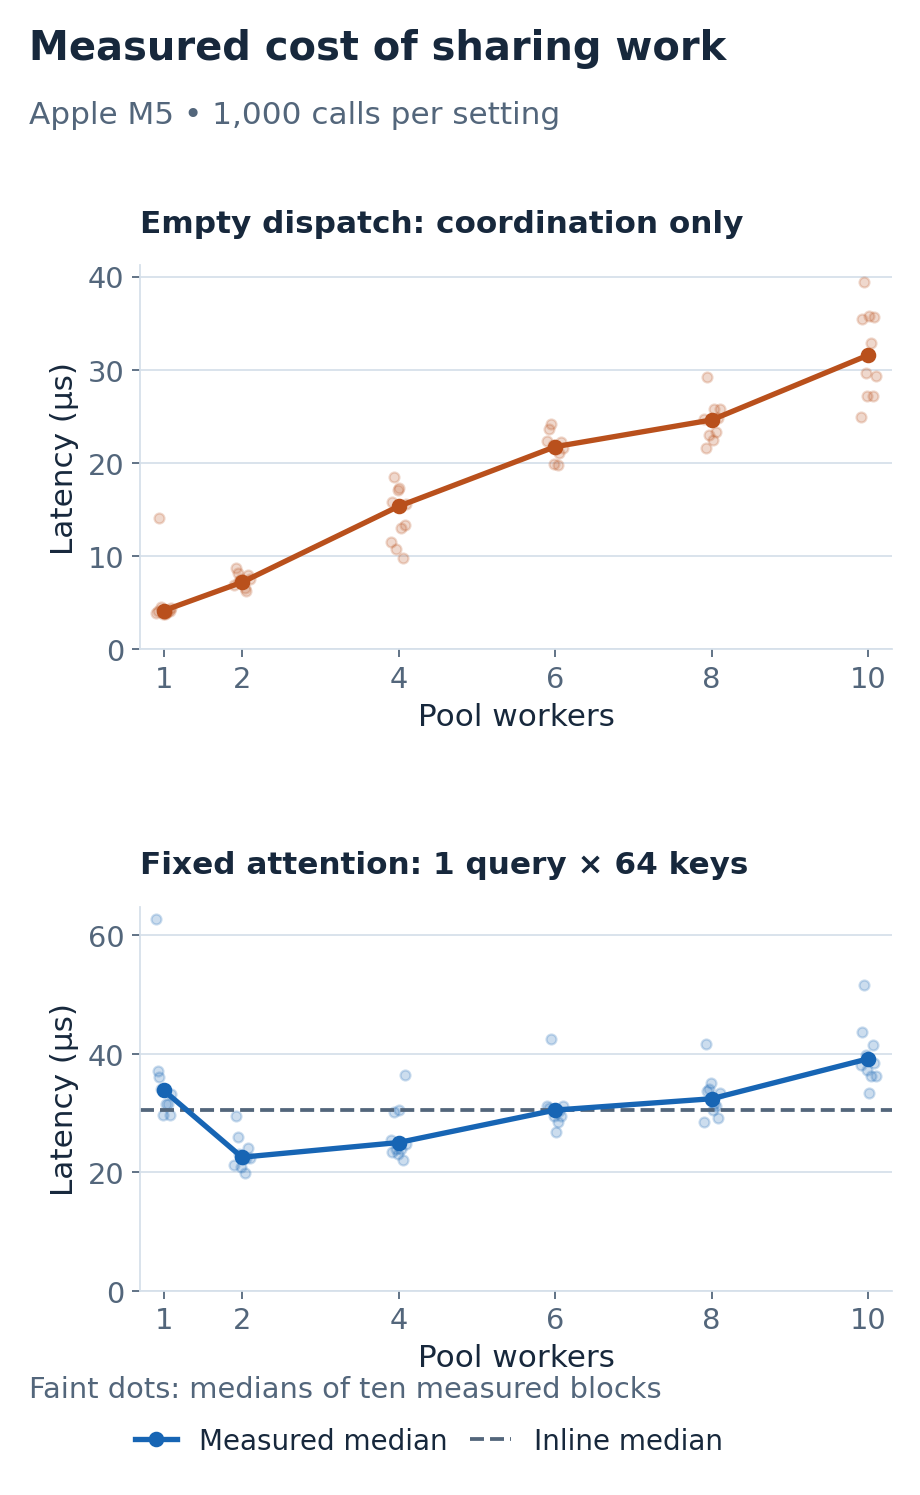 Measured cost of sharing work
Apple M5 • 1,000 calls per setting
Empty dispatch: coordination only
40
30
20
10
0
Latency (µs)
1 2 4 6 8 10
Pool workers
Fixed attention: 1 query × 64 keys
60
40
20
0
Latency (µs)
1 2 4 6 8 10
Pool workers
Faint dots: medians of ten measured blocks
Measured median Inline median